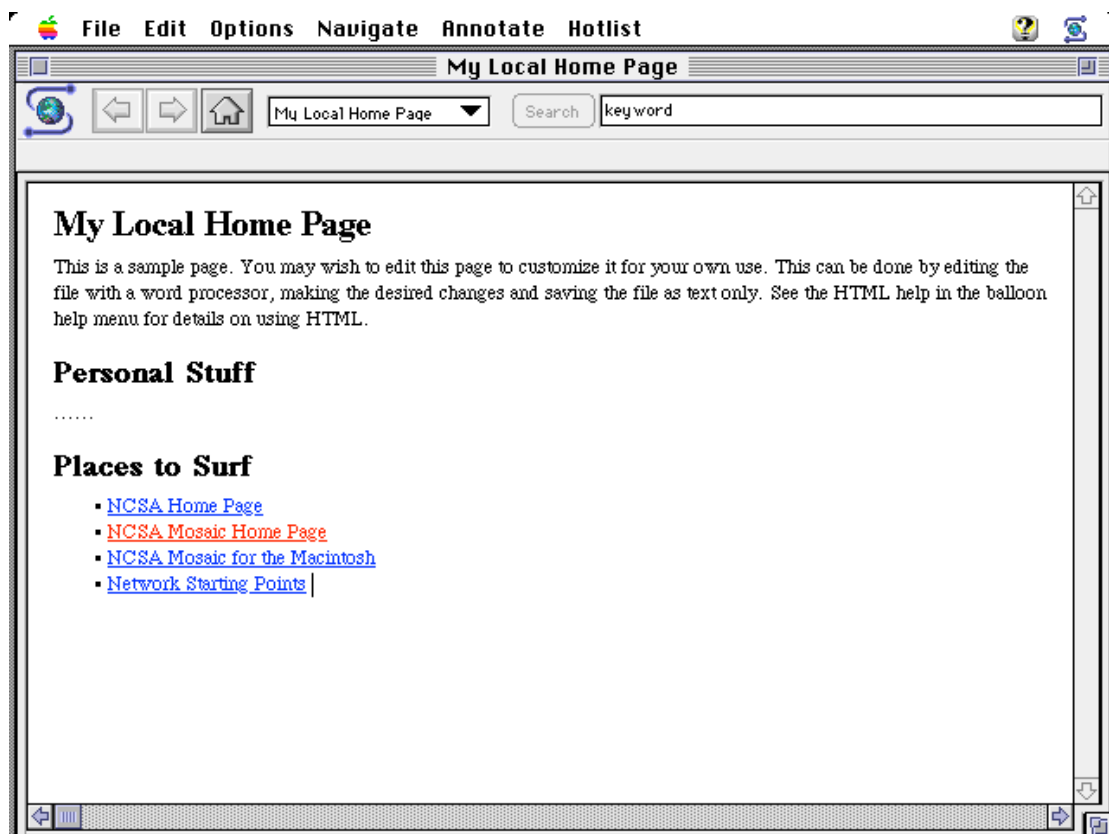 File Edit Options Navigate Annotate Hotlist
My Local Home Page
My Local Home Page Search keyword
My Local Home Page
This is a sample page. You may wish to edit this page to customize it for your own use. This can be done by editing the
file with a word processor, making the desired changes and saving the file as text only. See the HTML help in the balloon
help menu for details on using HTML.
Personal Stuff
......
Places to Surf
▪ NCSA Home Page
▪ NCSA Mosaic Home Page
▪ NCSA Mosaic for the Macintosh
▪ Network Starting Points